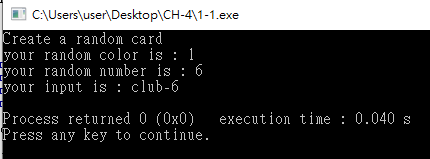 C:\Users\user\Desktop\CH-4\1-1.exe
Create a random card
your random color is : 1
your random number is : 6
your input is : club-6
Process returned 0 (0x0)   execution time : 0.040 s
Press any key to continue.